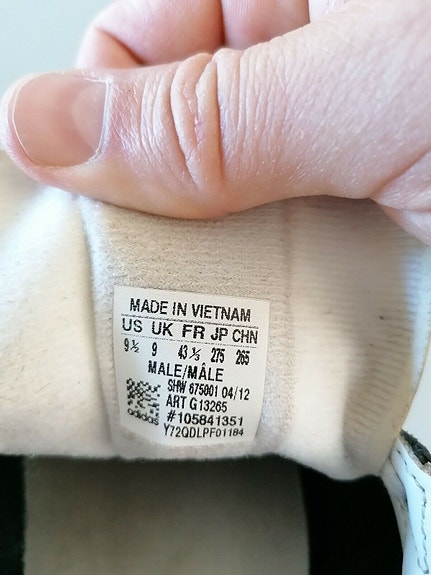 MADE IN VIETNAM
US UK FR JP CHN
9½ 9 43⅓ 275 265
MALE/MÂLE
SHW 675001 04/12
ART G13265
#105841351
adidas Y72QDLPF01184